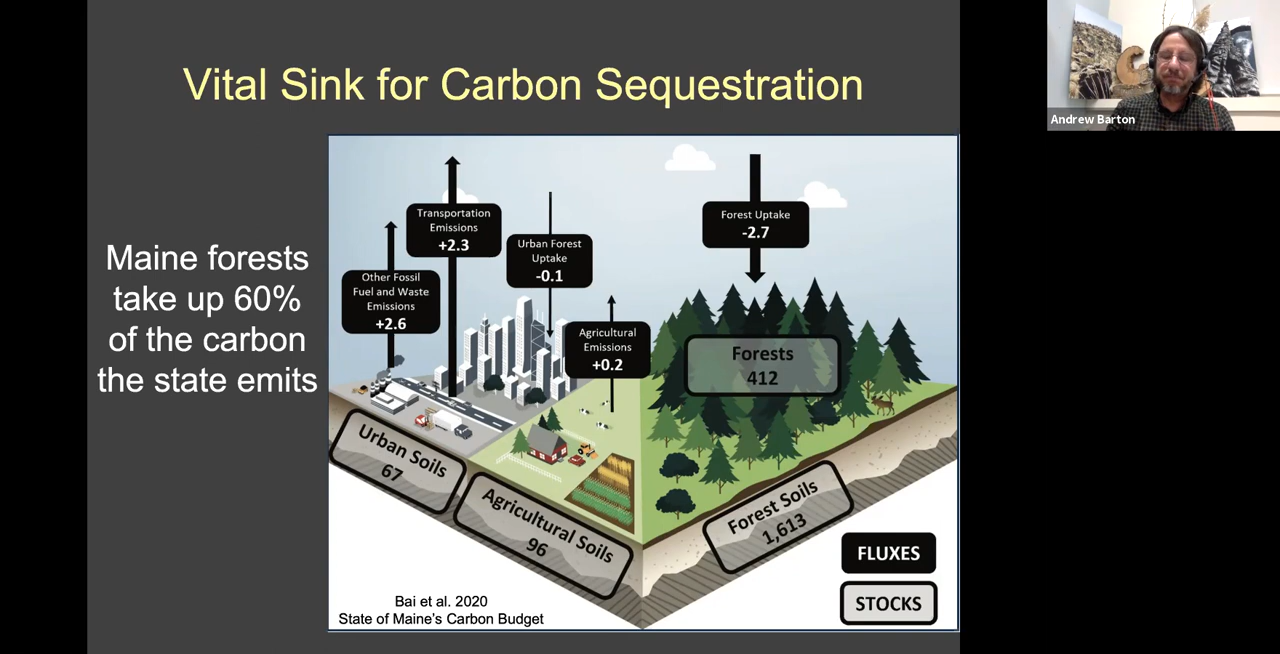 Vital Sink for Carbon Sequestration
Andrew Barton
Maine forests
take up 60%
of the carbon
the state emits
Transportation
Emissions
+2.3
Forest Uptake
-2.7
Urban Forest
Uptake
-0.1
Other Fossil
Fuel and Waste
Emissions
+2.6
Agricultural
Emissions
+0.2
Forests
412
Urban Soils
67
Agricultural Soils
96
Forest Soils
1,613
FLUXES
STOCKS
Bai et al. 2020
State of Maine's Carbon Budget